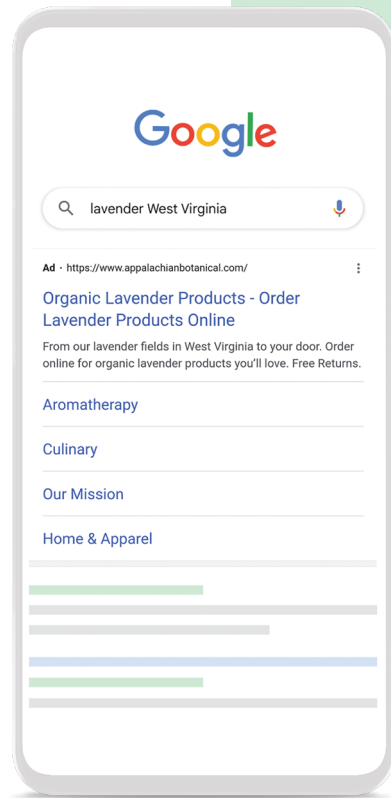 Google
lavender West Virginia
Ad · https://www.appalachianbotanical.com/
Organic Lavender Products - Order
Lavender Products Online
From our lavender fields in West Virginia to your door. Order
online for organic lavender products you'll love. Free Returns.
Aromatherapy
Culinary
Our Mission
Home & Apparel